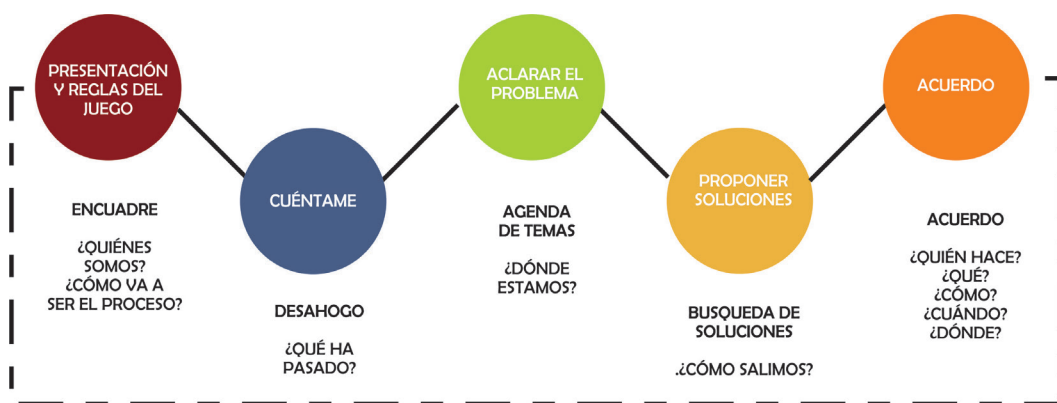 PRESENTACIÓN
Y REGLAS DEL
JUEGO
ENCUADRE
¿QUIÉNES
SOMOS?
¿CÓMO VA A
SER EL PROCESO?
CUÉNTAME
DESAHOGO
¿QUÉ HA
PASADO?
ACLARAR EL
PROBLEMA
AGENDA
DE TEMAS
¿DÓNDE
ESTAMOS?
PROPONER
SOLUCIONES
BUSQUEDA DE
SOLUCIONES
.¿CÓMO SALIMOS?
ACUERDO
ACUERDO
¿QUIÉN HACE?
¿QUÉ?
¿CÓMO?
¿CUÁNDO?
¿DÓNDE?